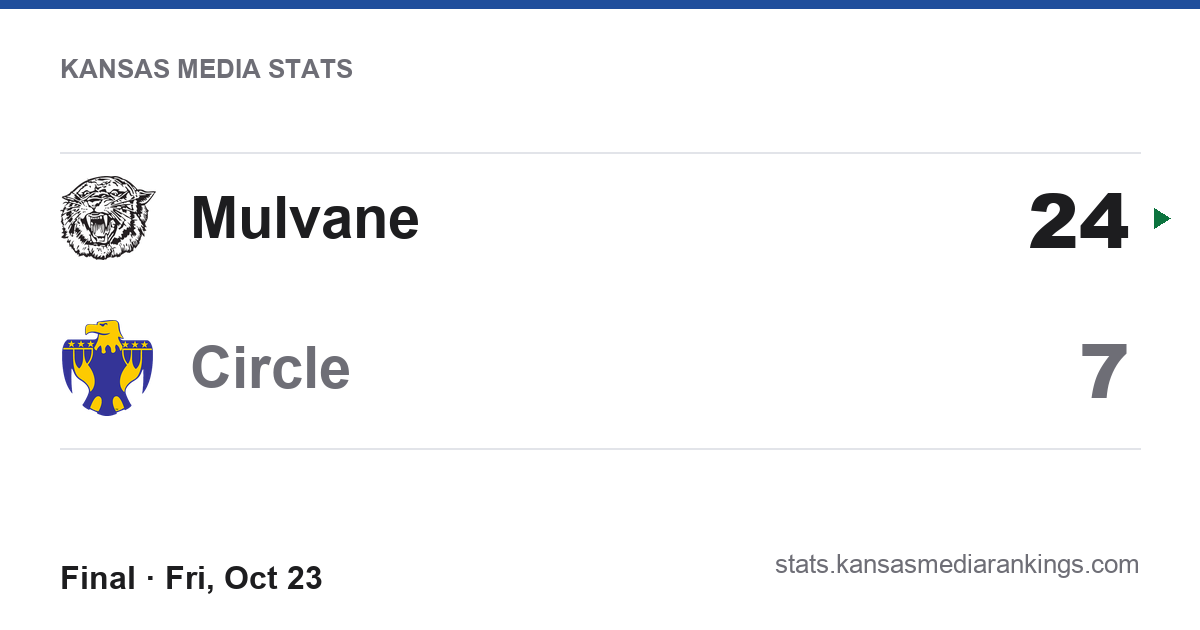 KANSAS MEDIA STATS
Mulvane 24
Circle 7
Final · Fri, Oct 23
stats.kansasmediarankings.com